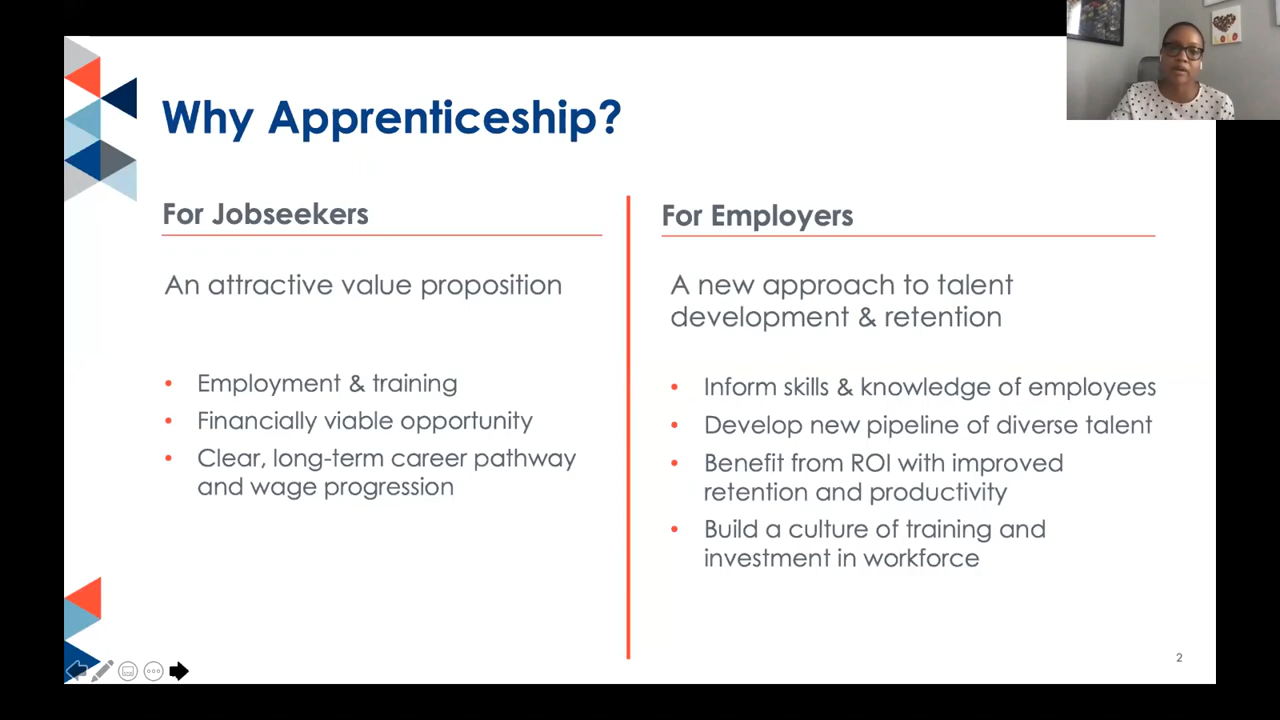 Why Apprenticeship?
For Jobseekers
An attractive value proposition
• Employment & training
• Financially viable opportunity
• Clear, long-term career pathway
and wage progression
For Employers
A new approach to talent
development & retention
• Inform skills & knowledge of employees
• Develop new pipeline of diverse talent
• Benefit from ROI with improved
retention and productivity
• Build a culture of training and
investment in workforce
2